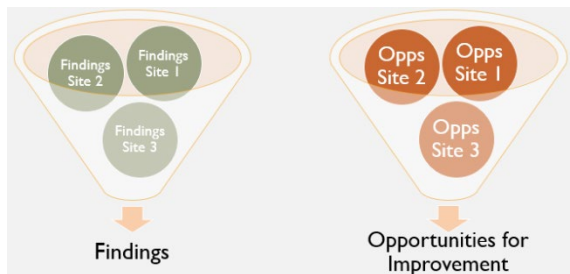 Findings
Site 2
Findings
Site 1
Findings
Site 3
Findings
Opps
Site 2
Opps
Site 1
Opps
Site 3
Opportunities for
Improvement